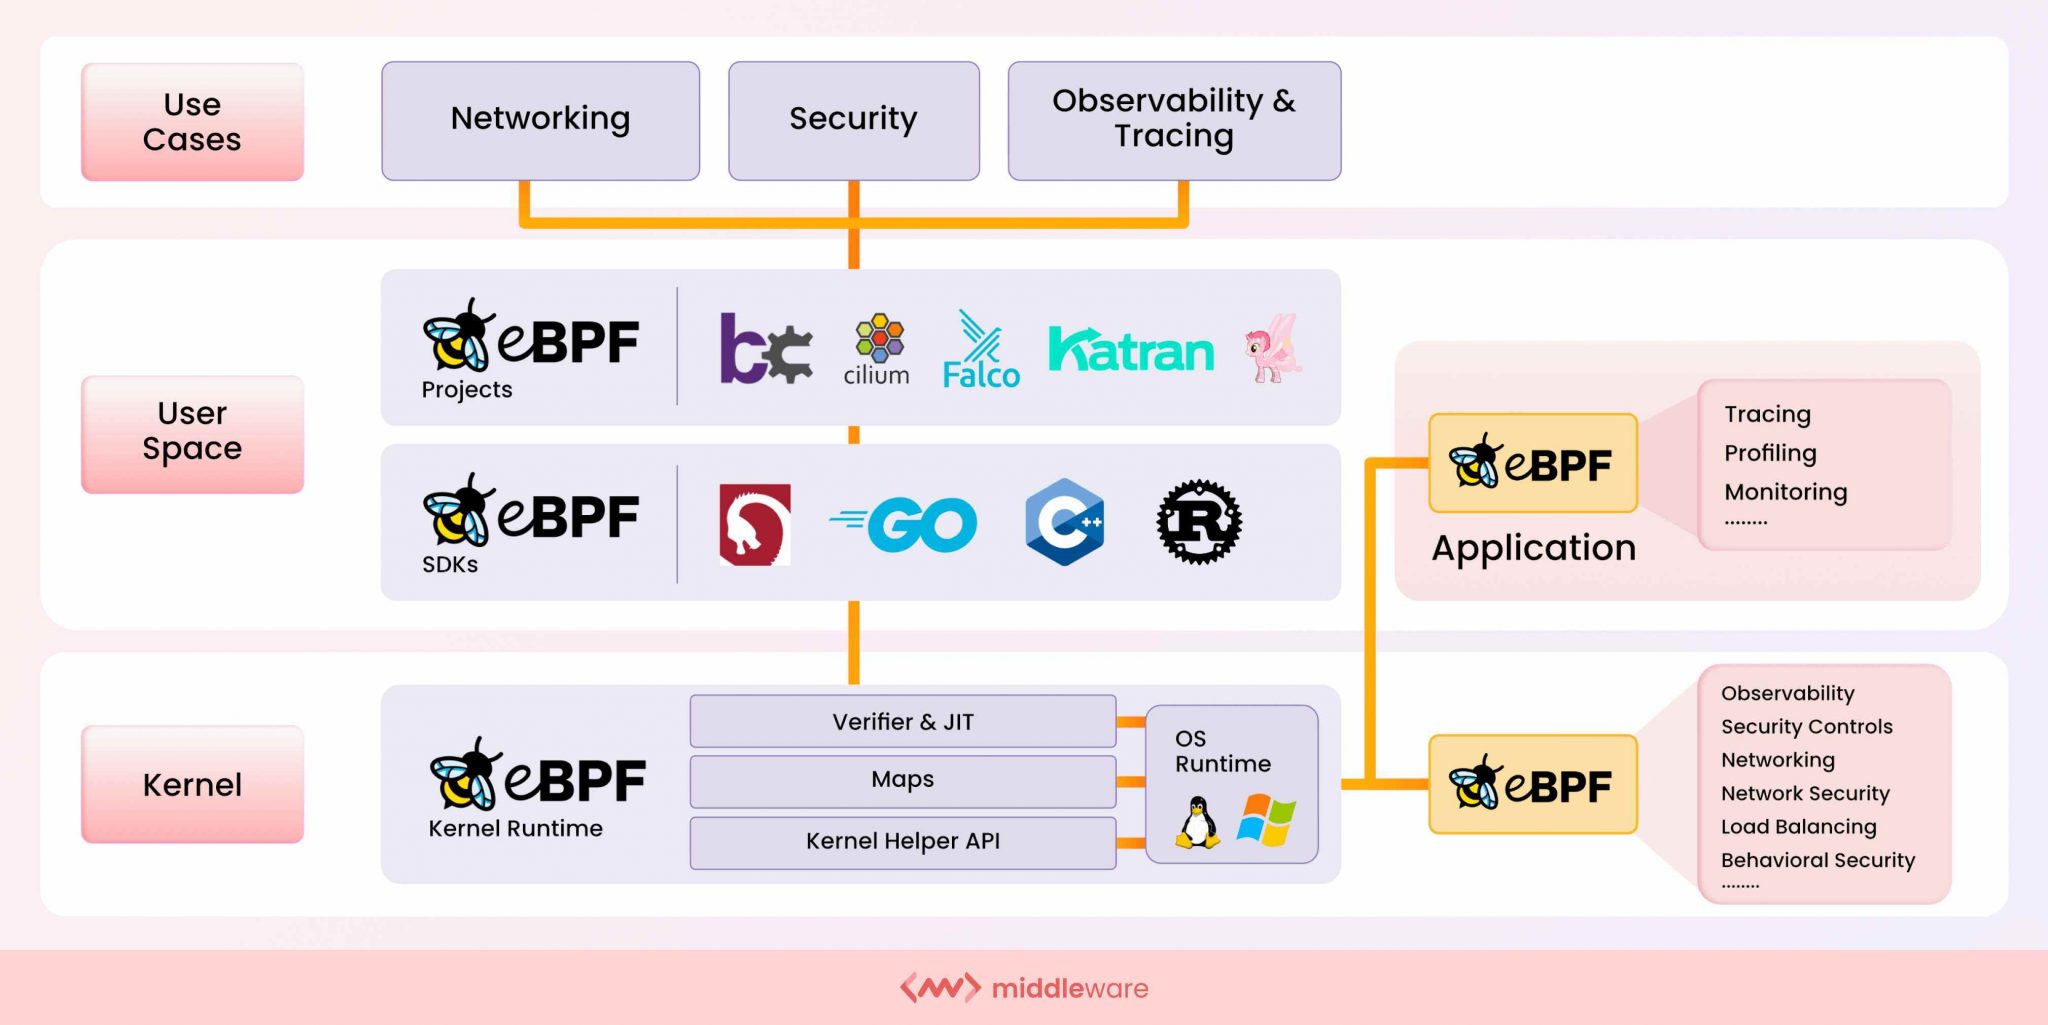 Use
Cases
Networking
Security
Observability &
Tracing
User
Space
eBPF
Projects
bc
cilium
Falco
Katran
eBPF
SDKs
GO
C++
R
eBPF
Application
Tracing
Profiling
Monitoring
........
Kernel
eBPF
Kernel Runtime
Verifier & JIT
Maps
Kernel Helper API
OS
Runtime
eBPF
Observability
Security Controls
Networking
Network Security
Load Balancing
Behavioral Security
........
middleware